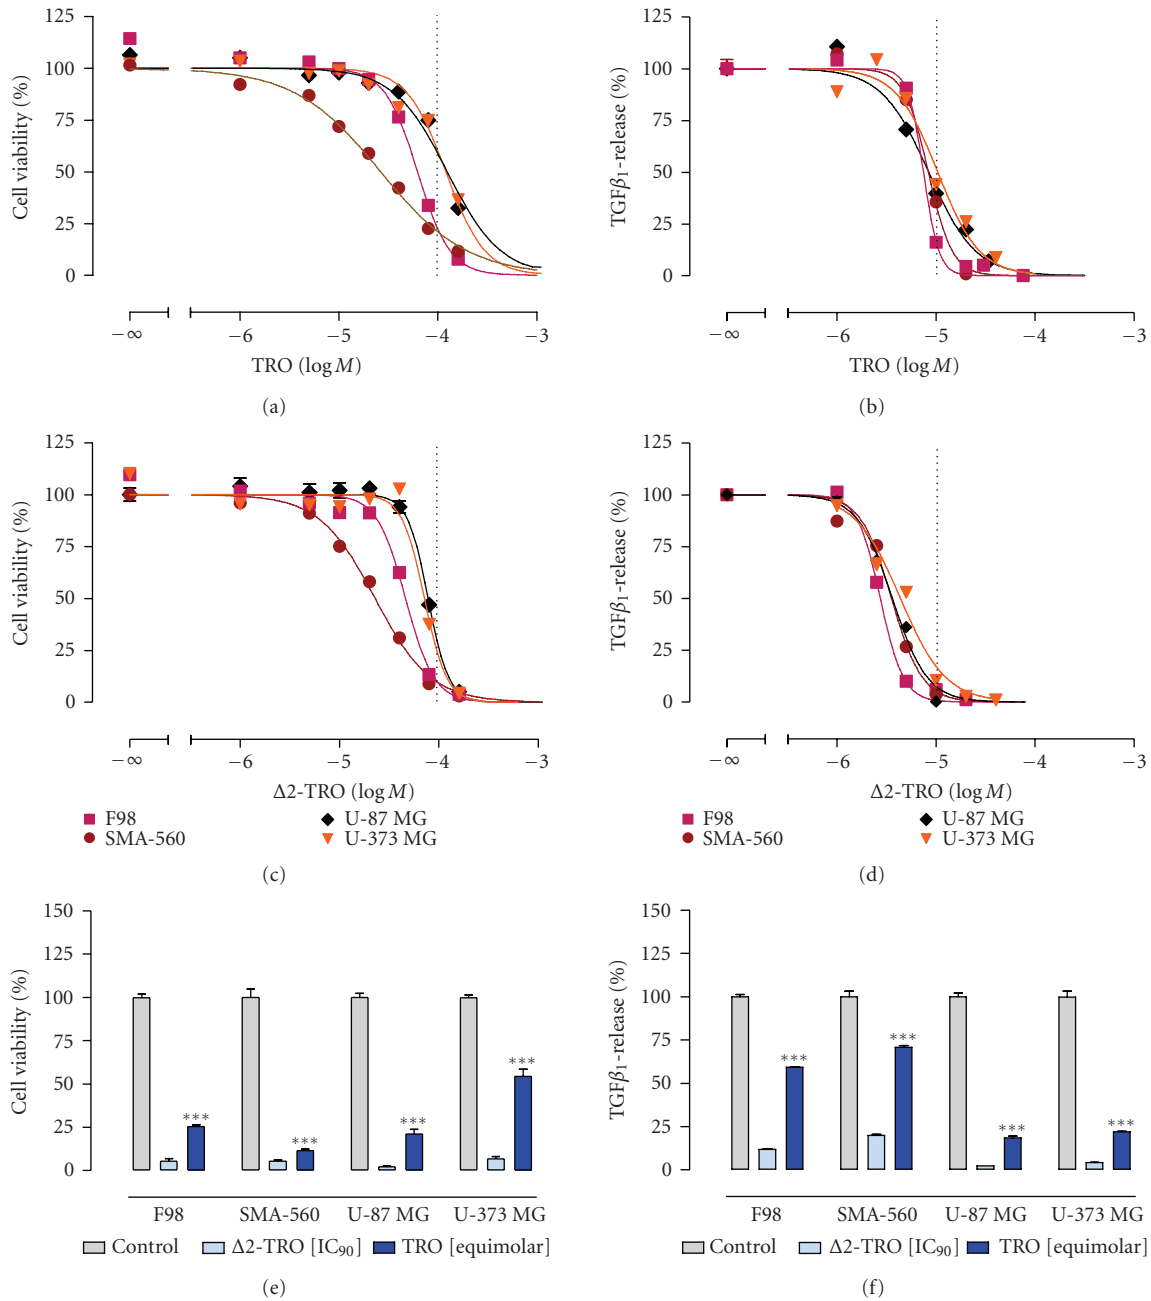 125
100
75
50
25
0
Cell viability (%)
−∞
−6
−5
−4
−3
TRO (log M)
(a)
125
100
75
50
25
0
TGFβ1-release (%)
−∞
−6
−5
−4
−3
TRO (log M)
(b)
125
100
75
50
25
0
Cell viability (%)
−∞
−6
−5
−4
−3
Δ2-TRO (log M)
F98
SMA-560
U-87 MG
U-373 MG
(c)
125
100
75
50
25
0
TGFβ1-release (%)
−∞
−6
−5
−4
−3
Δ2-TRO (log M)
F98
SMA-560
U-87 MG
U-373 MG
(d)
150
125
100
75
50
25
0
Cell viability (%)
***
***
***
***
F98
SMA-560
U-87 MG
U-373 MG
Control
Δ2-TRO [IC90]
TRO [equimolar]
(e)
150
125
100
75
50
25
0
TGFβ1-release (%)
***
***
***
***
F98
SMA-560
U-87 MG
U-373 MG
Control
Δ2-TRO [IC90]
TRO [equimolar]
(f)